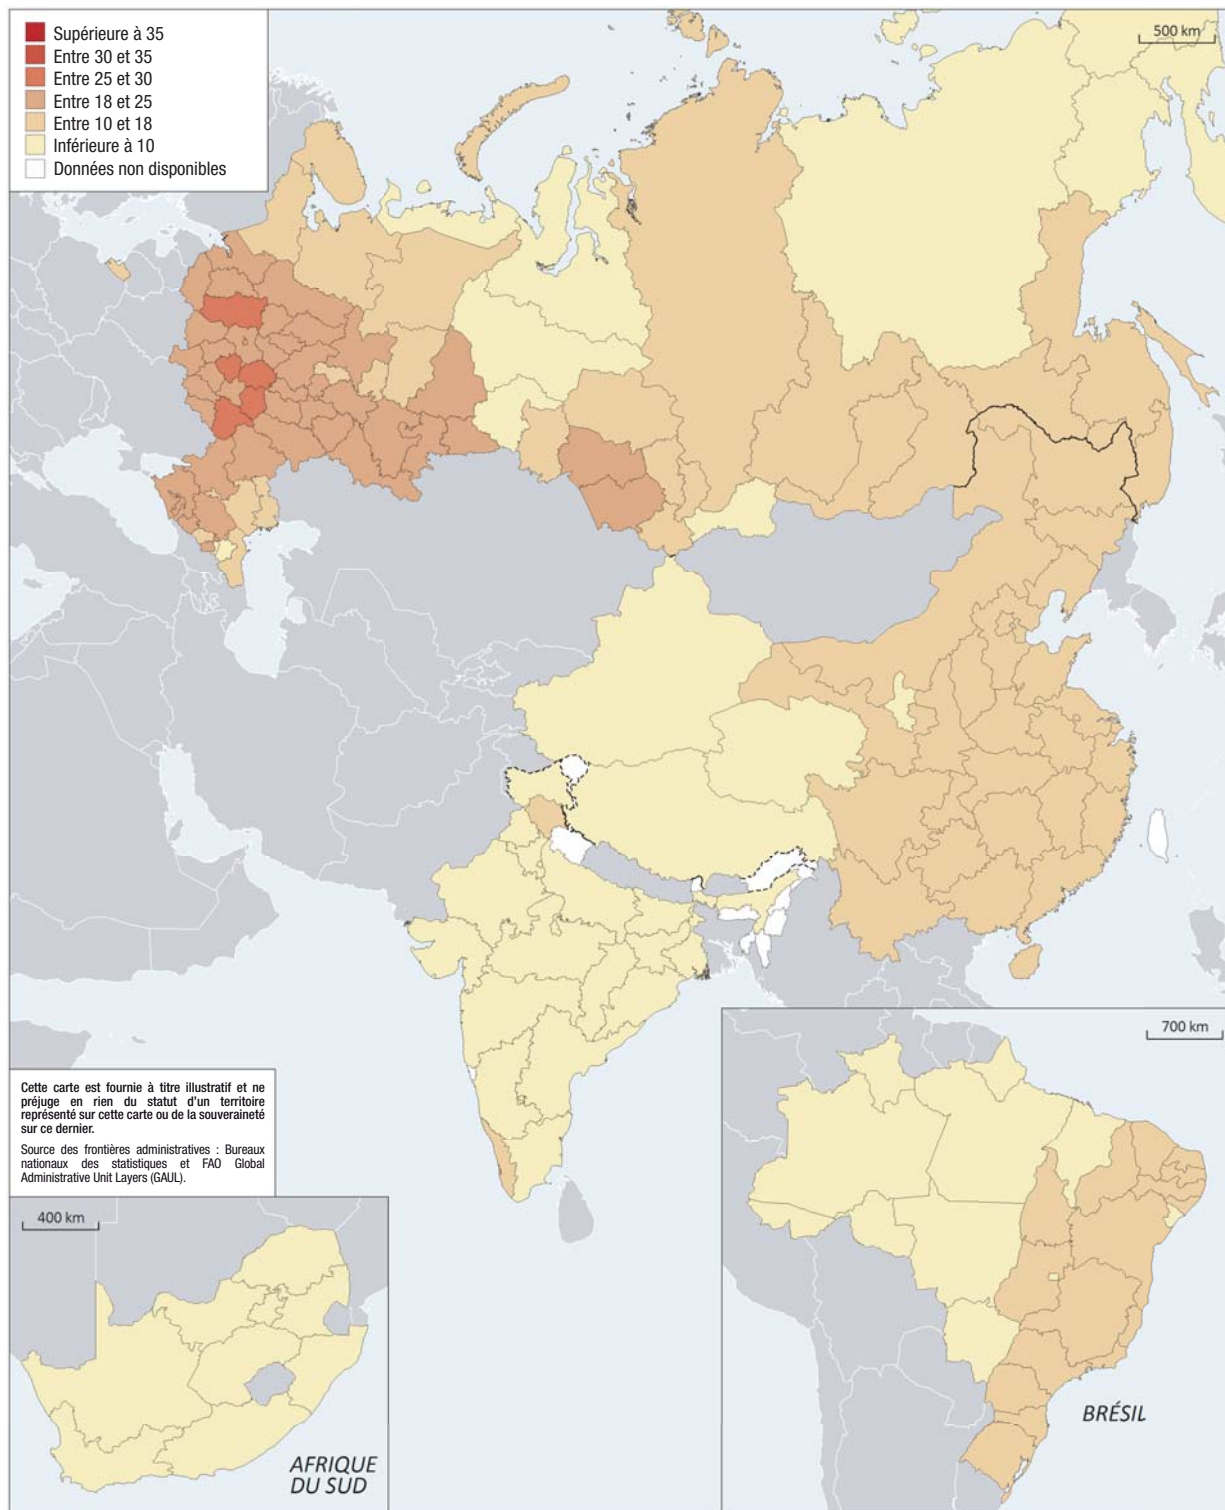 Supérieure à 35
Entre 30 et 35
Entre 25 et 30
Entre 18 et 25
Entre 10 et 18
Inférieure à 10
Données non disponibles
500 km
700 km
Cette carte est fournie à titre illustratif et ne
préjuge en rien du statut d'un territoire
représenté sur cette carte ou de la souveraineté
sur ce dernier.
Source des frontières administratives : Bureaux
nationaux des statistiques et FAO Global
Administrative Unit Layers (GAUL).
400 km
BRÉSIL
AFRIQUE
DU SUD